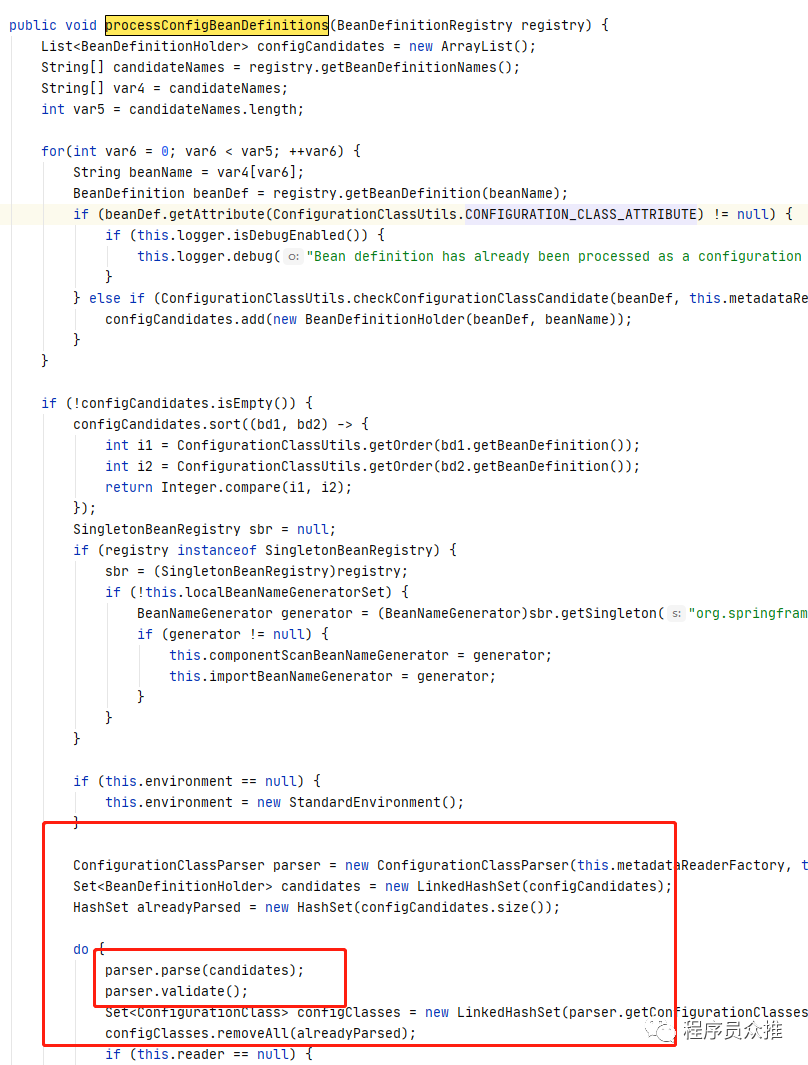 public void processConfigBeanDefinitions(BeanDefinitionRegistry registry) {
List<BeanDefinitionHolder> configCandidates = new ArrayList();
String[] candidateNames = registry.getBeanDefinitionNames();
String[] var4 = candidateNames;
int var5 = candidateNames.length;
for(int var6 = 0; var6 < var5; ++var6) {
String beanName = var4[var6];
BeanDefinition beanDef = registry.getBeanDefinition(beanName);
if (beanDef.getAttribute(ConfigurationClassUtils.CONFIGURATION_CLASS_ATTRIBUTE) != null) {
if (this.logger.isDebugEnabled()) {
this.logger.debug( o: "Bean definition has already been processed as a configuration
}
} else if (ConfigurationClassUtils.checkConfigurationClassCandidate(beanDef, this.metadataRe
configCandidates.add(new BeanDefinitionHolder(beanDef, beanName));
}
}
if (!configCandidates.isEmpty()) {
configCandidates.sort((bd1, bd2) -> {
int i1 = ConfigurationClassUtils.getOrder(bd1.getBeanDefinition());
int i2 = ConfigurationClassUtils.getOrder(bd2.getBeanDefinition());
return Integer.compare(i1, i2);
});
SingletonBeanRegistry sbr = null;
if (registry instanceof SingletonBeanRegistry) {
sbr = (SingletonBeanRegistry)registry;
if (!this.localBeanNameGeneratorSet) {
BeanNameGenerator generator = (BeanNameGenerator)sbr.getSingleton( s: "org.springfram
if (generator != null) {
this.componentScanBeanNameGenerator = generator;
this.importBeanNameGenerator = generator;
}
}
}
if (this.environment == null) {
this.environment = new StandardEnvironment();
}
ConfigurationClassParser parser = new ConfigurationClassParser(this.metadataReaderFactory, t
Set<BeanDefinitionHolder> candidates = new LinkedHashSet(configCandidates);
HashSet alreadyParsed = new HashSet(configCandidates.size());
do {
parser.parse(candidates);
parser.validate();
Set<ConfigurationClass> configClasses = new LinkedHashSet(parser.getConfigurationClasses
configClasses.removeAll(alreadyParsed);
if (this.reader == null) {
程序员众推